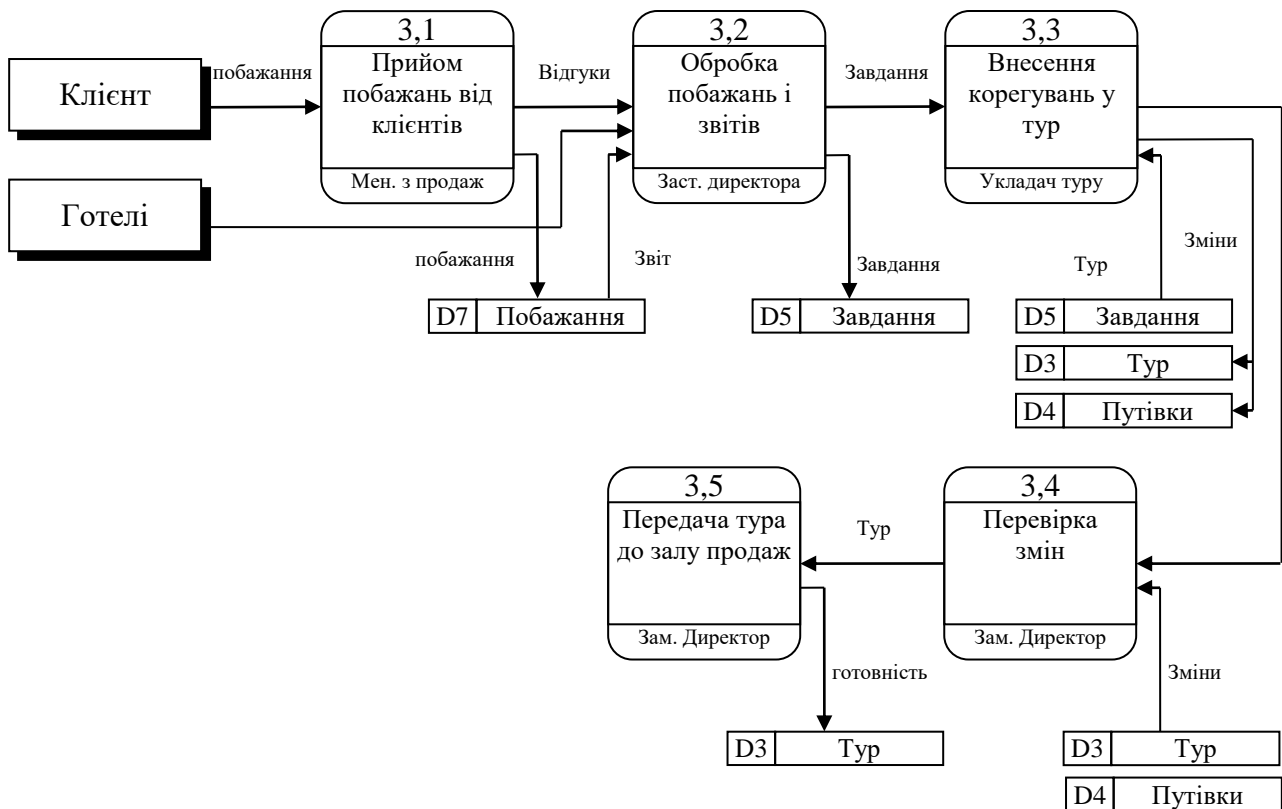 3,1
3,2
3,3
Клієнт
побажання
Прийом
побажань від
клієнтів
Відгуки
Обробка
побажань і
звітів
Завдання
Внесення
корегувань у
тур
Мен. з продаж
Заст. директора
Укладач туру
Готелі
побажання
Звіт
Завдання
Тур
Зміни
D7 Побажання
D5 Завдання
D5 Завдання
D3 Тур
D4 Путівки
3,5
3,4
Передача тура
до залу продаж
Тур
Перевірка
змін
Зам. Директор
Зам. Директор
готовність
Зміни
D3 Тур
D3 Тур
D4 Путівки